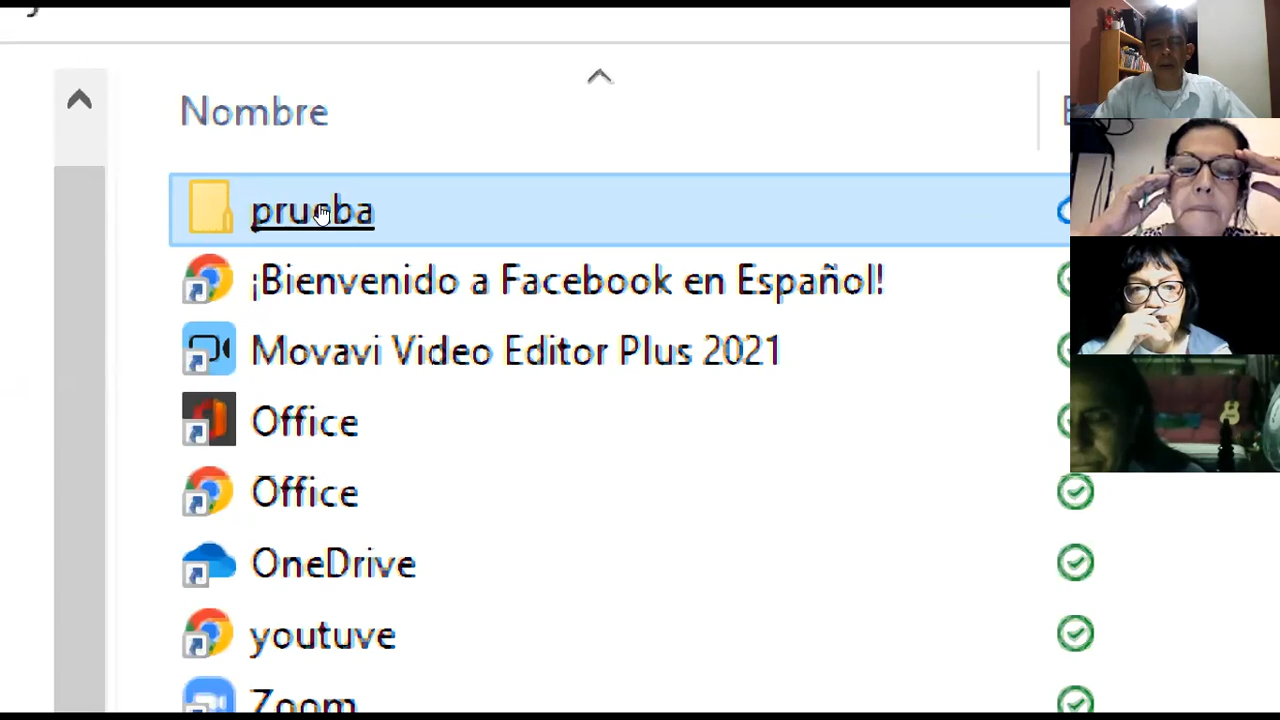 Nombre
prueba
¡Bienvenido a Facebook en Español!
Movavi Video Editor Plus 2021
Office
Office
OneDrive
youtuve
Zoom